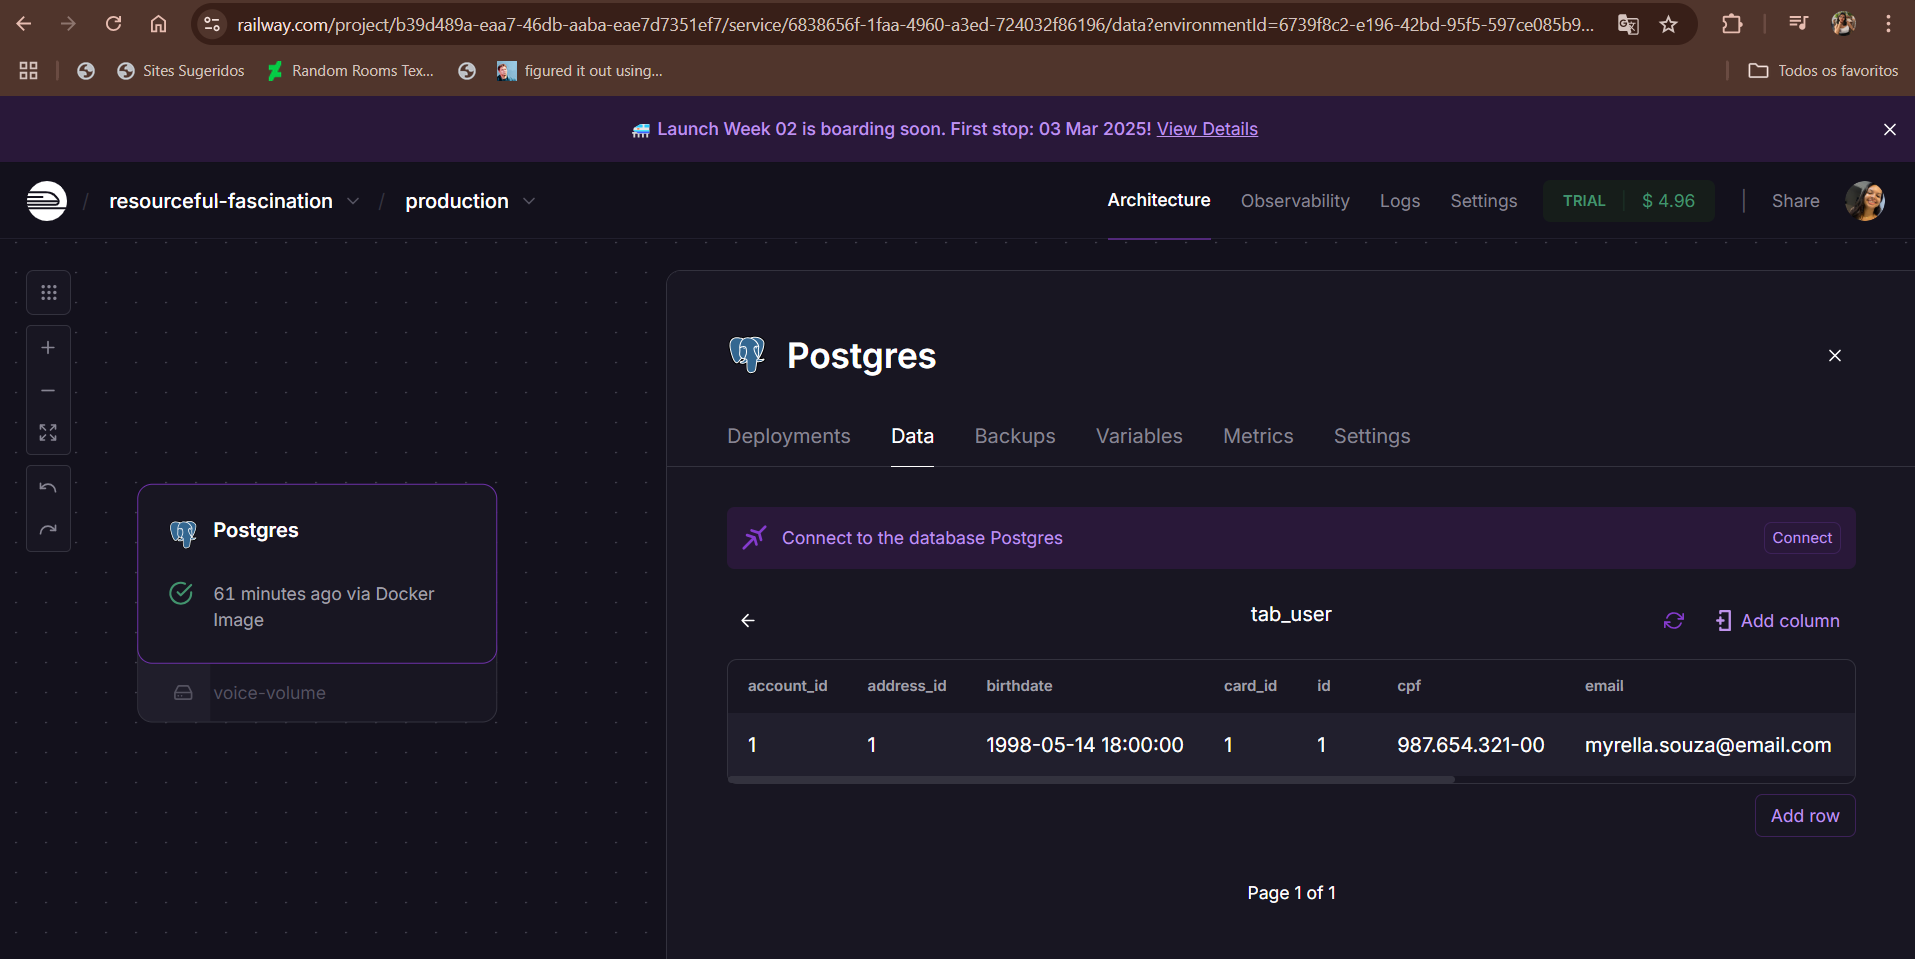 railway.com/project/b39d489a-eaa7-46db-aaba-eae7d7351ef7/service/6838656f-1faa-4960-a3ed-724032f86196/data?environmentId=6739f8c2-e196-42bd-95f5-597ce085b9...
Sites Sugeridos
Random Rooms Tex...
figured it out using...
Todos os favoritos
Launch Week 02 is boarding soon. First stop: 03 Mar 2025! View Details
/ resourceful-fascination / production
Architecture Observability Logs Settings TRIAL $ 4.96 Share
Postgres
61 minutes ago via Docker
Image
voice-volume
Postgres
Deployments Data Backups Variables Metrics Settings
Connect to the database Postgres Connect
tab_user
Add column
account_id address_id birthdate card_id id cpf email
1 1 1998-05-14 18:00:00 1 1 987.654.321-00 myrella.souza@email.com
Add row
Page 1 of 1